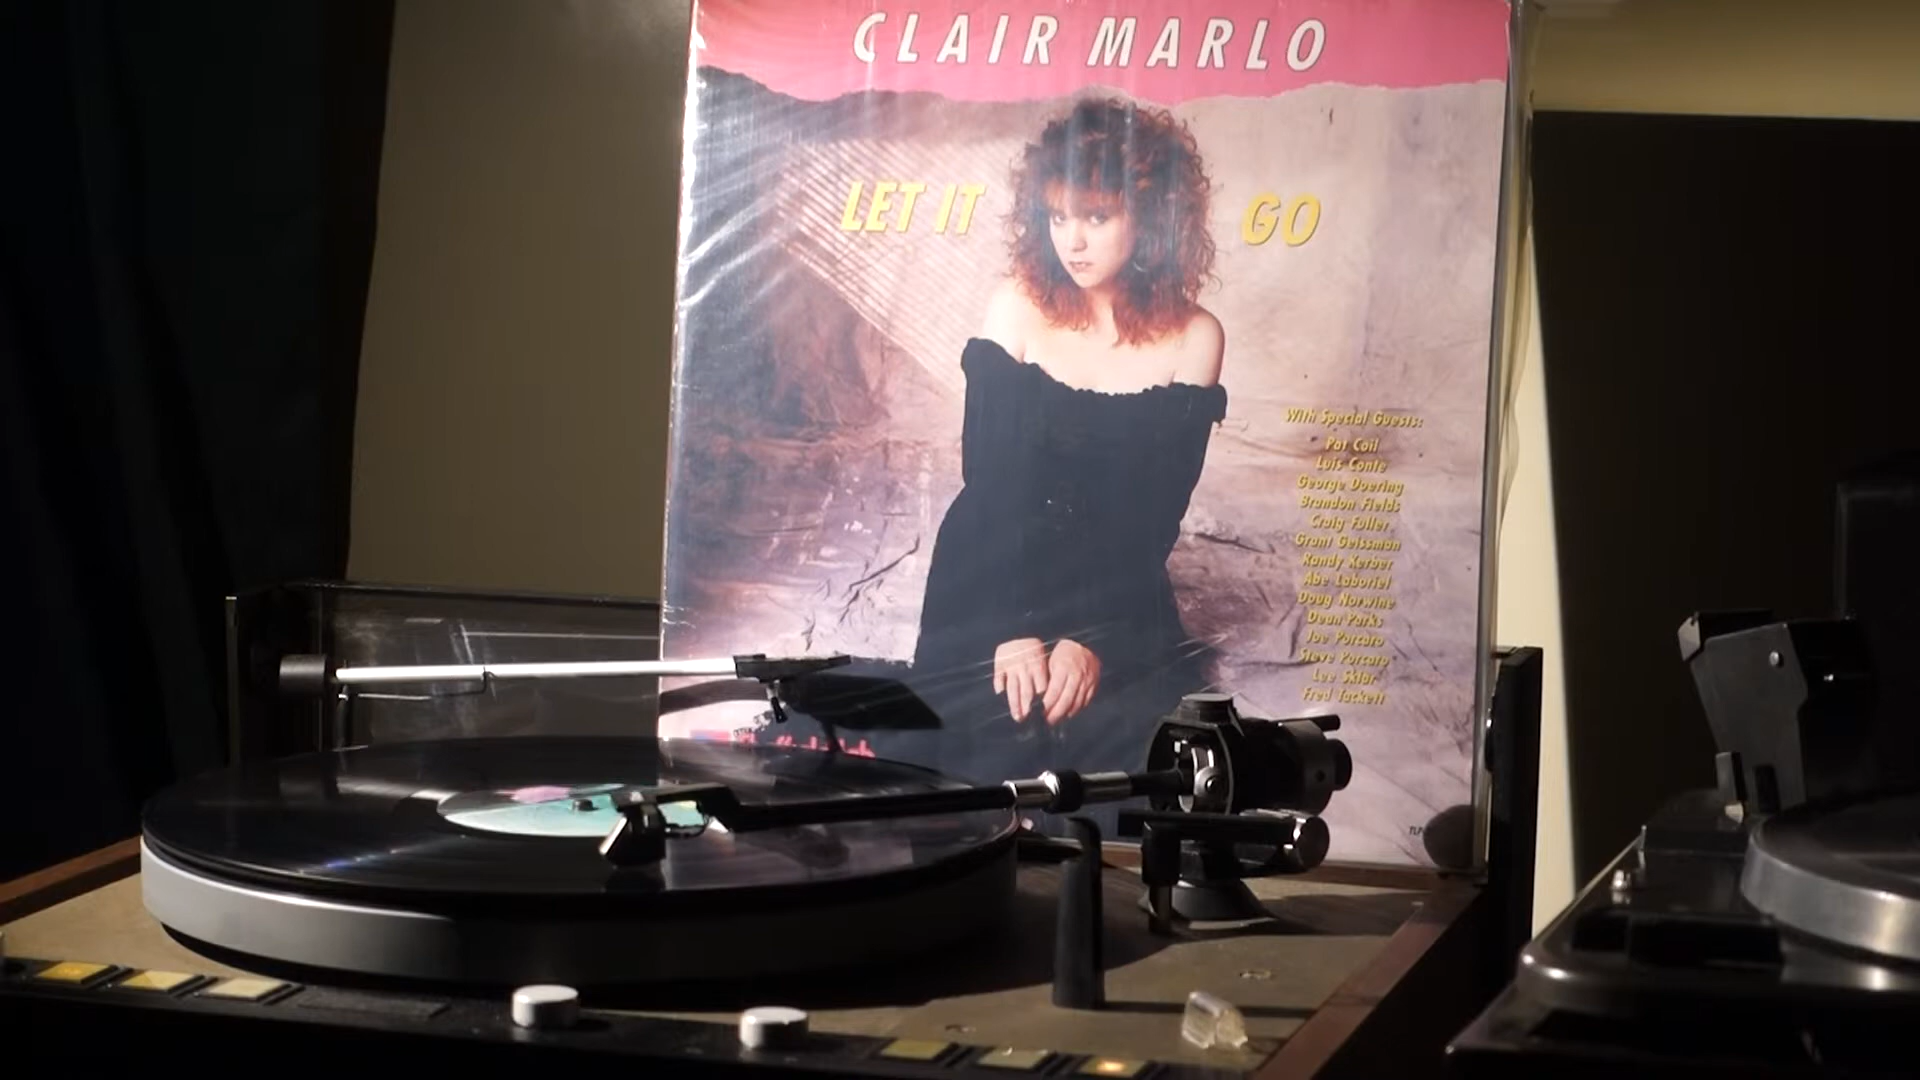 CLAIR MARLO
LET IT GO
With Special Guests:
Pat Coil
Luis Conte
George Doering
Brandon Fields
Craig Fuller
Grant Geissman
Randy Kerber
Abe Laboriel
Doug Norwine
Dean Parks
Joe Porcaro
Steve Porcaro
Lee Sklar
Fred Tackett